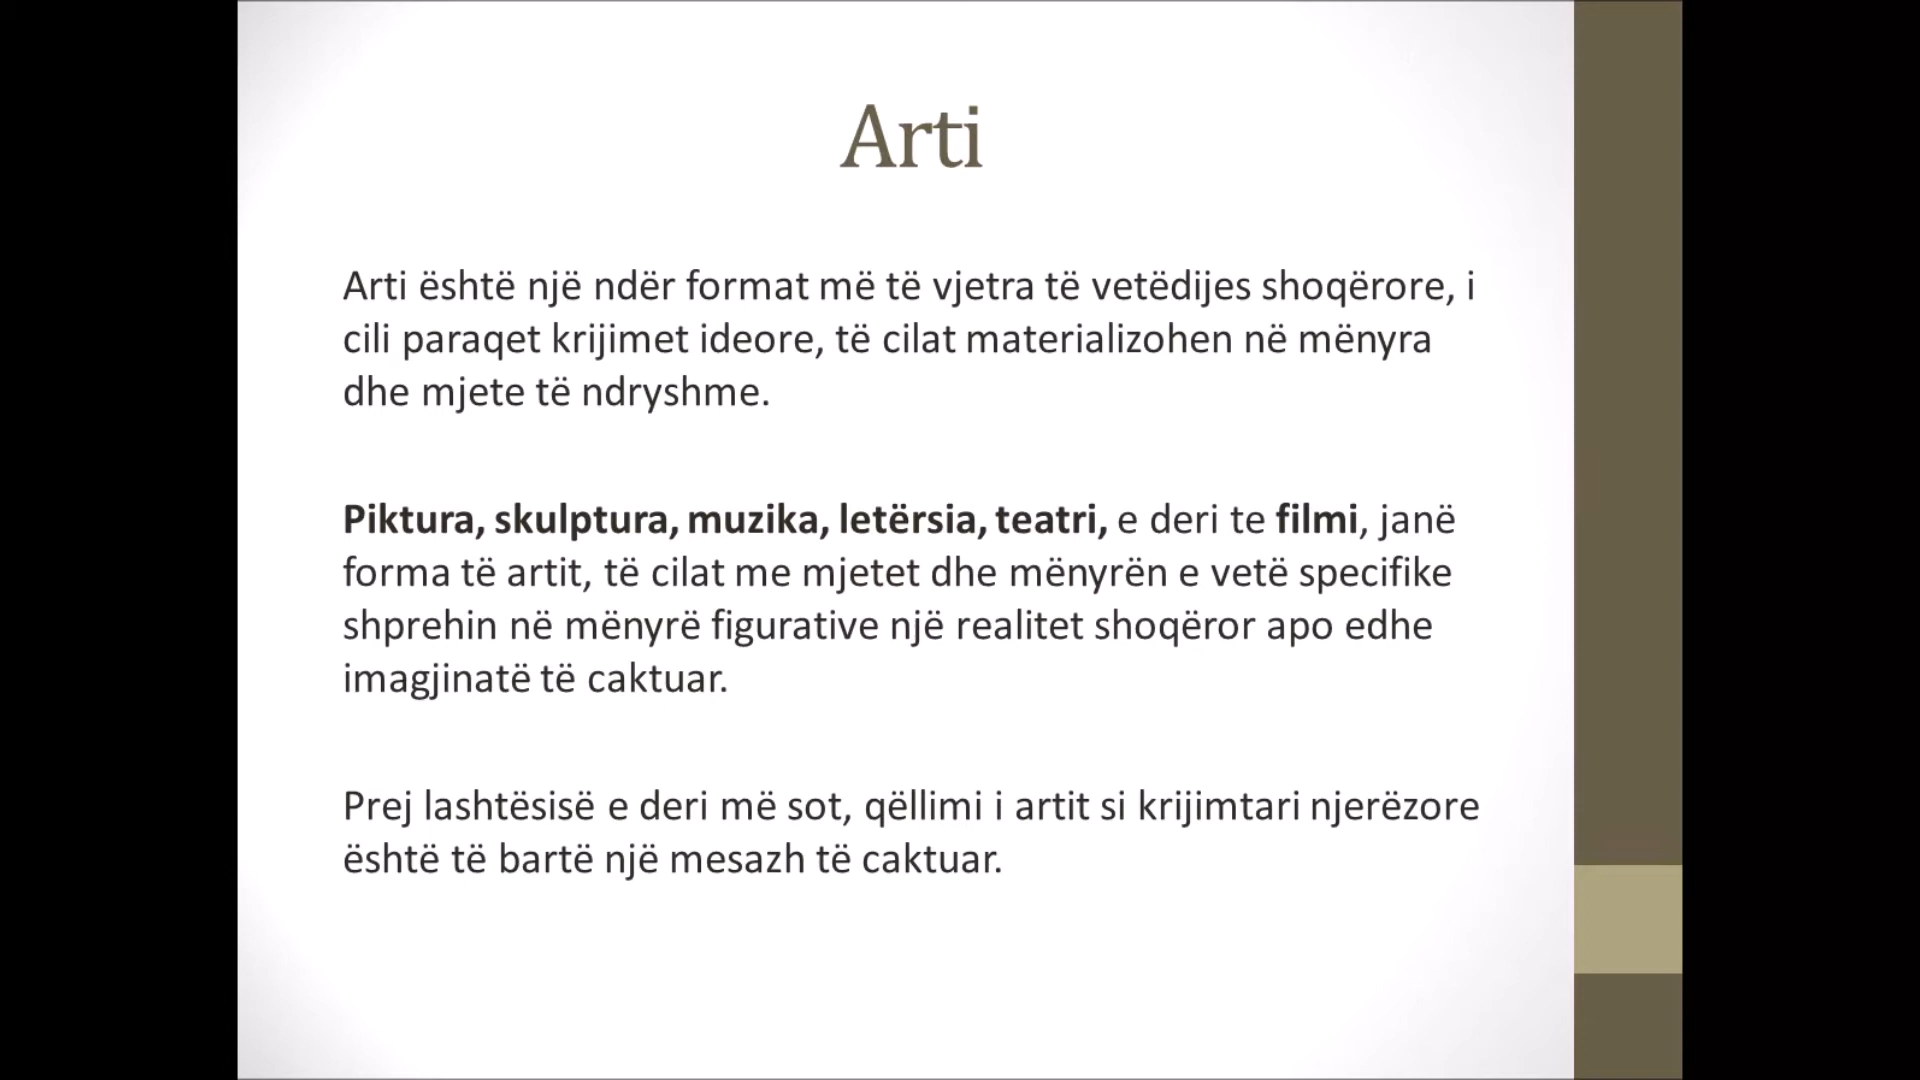 Arti
Arti është një ndër format më të vjetra të vetëdijes shoqërore, i
cili paraqet krijimet ideore, të cilat materializohen në mënyra
dhe mjete të ndryshme.
Piktura, skulptura, muzika, letërsia, teatri, e deri te filmi, janë
forma të artit, të cilat me mjetet dhe mënyrën e vetë specifike
shprehin në mënyrë figurative një realitet shoqëror apo edhe
imagjinatë të caktuar.
Prej lashtësisë e deri më sot, qëllimi i artit si krijimtari njerëzore
është të bartë një mesazh të caktuar.